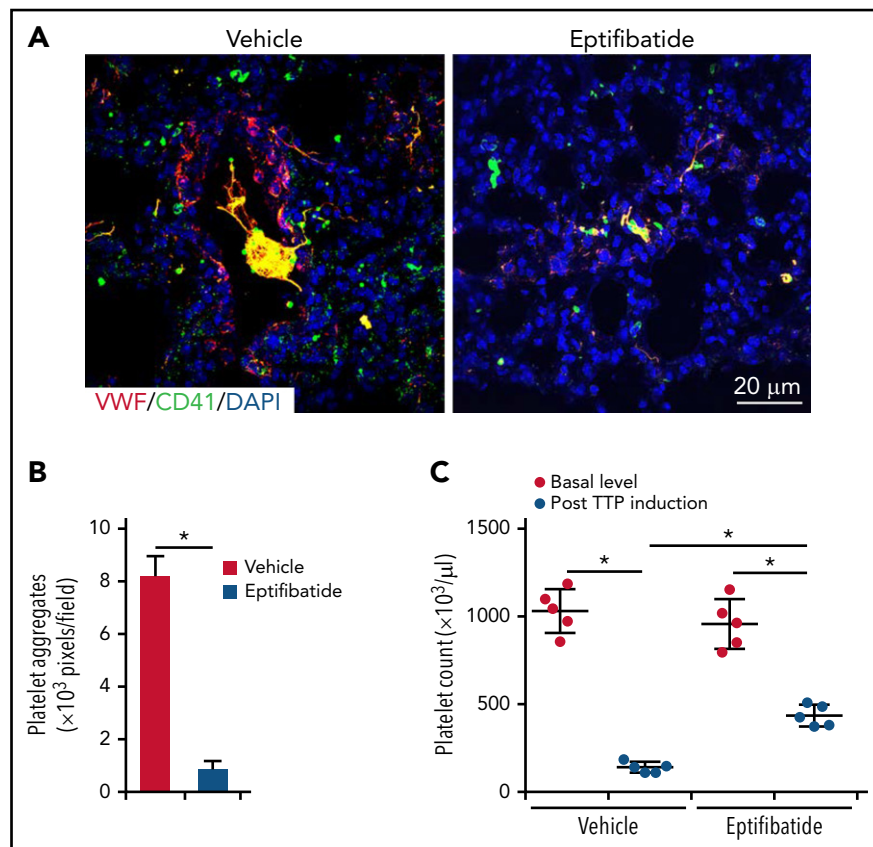 A
Vehicle
Eptifibatide
VWF/CD41/DAPI
20 μm
B
Platelet aggregates
(×10³ pixels/field)
10
8
6
4
2
0
*
Vehicle
Eptifibatide
C
Basal level
Post TTP induction
Platelet count (×10³/μl)
1500
1000
500
0
*
*
*
Vehicle
Eptifibatide